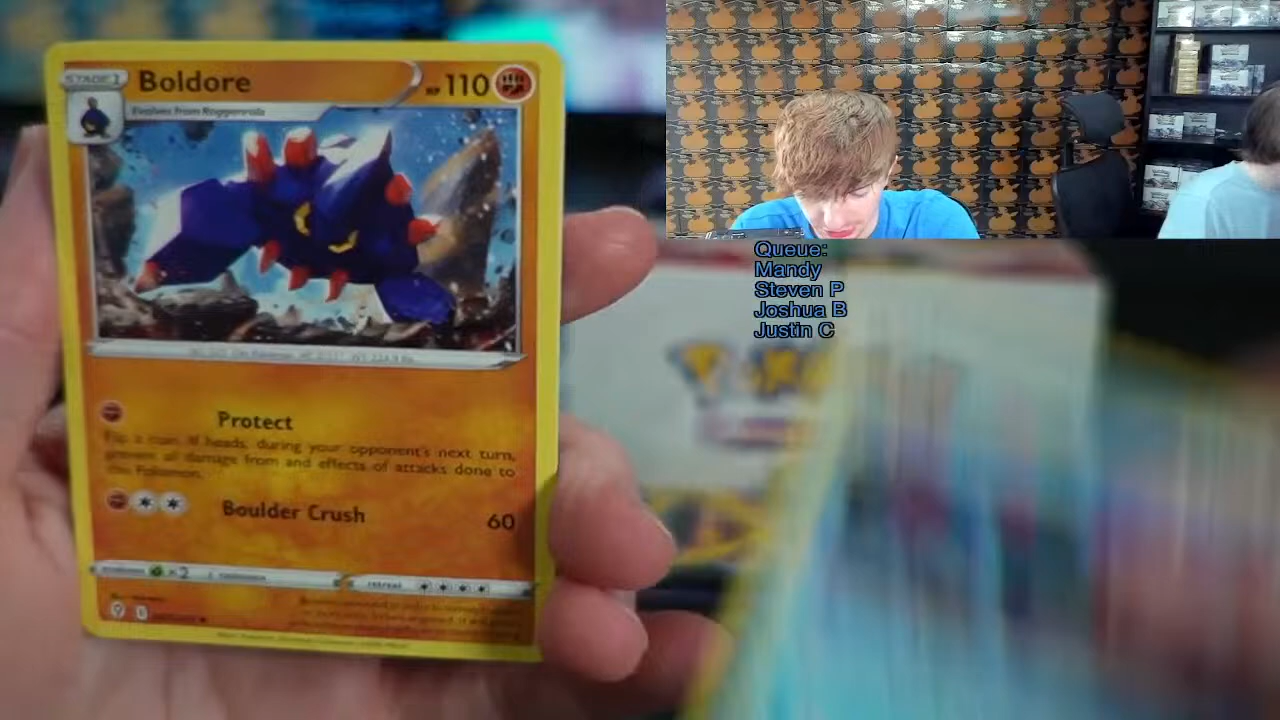 STAGE 1
Boldore
HP 110
Evolves from Roggenrola
Protect
Flip a coin. If heads, during your opponent's next turn,
prevent all damage from and effects of attacks done to
this Pokémon.
Boulder Crush
60
×2
retreat
Queue:
Mandy
Steven P
Joshua B
Justin C